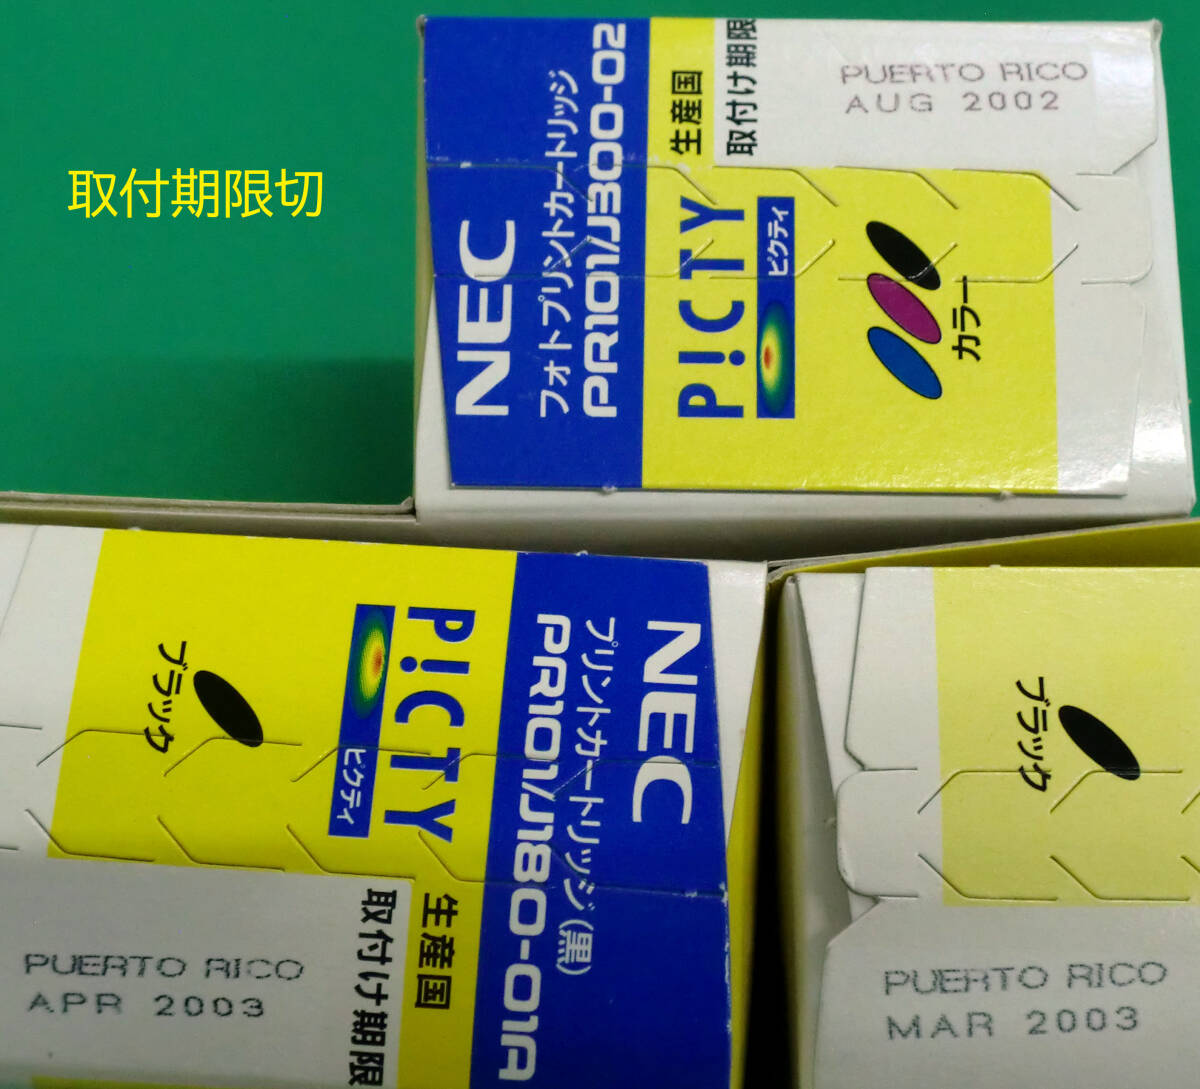 取付期限切
NEC
フォトプリントカートリッジ
PR101/J300-02
P!CTY
ピクティ
カラー
生産国
取付け期限
PUERTO RICO
AUG 2002
NEC
プリントカートリッジ(黒)
PR101/J180-01A
P!CTY
ピクティ
ブラック
生産国
取付け期限
PUERTO RICO
APR 2003
ブラック
PUERTO RICO
MAR 2003